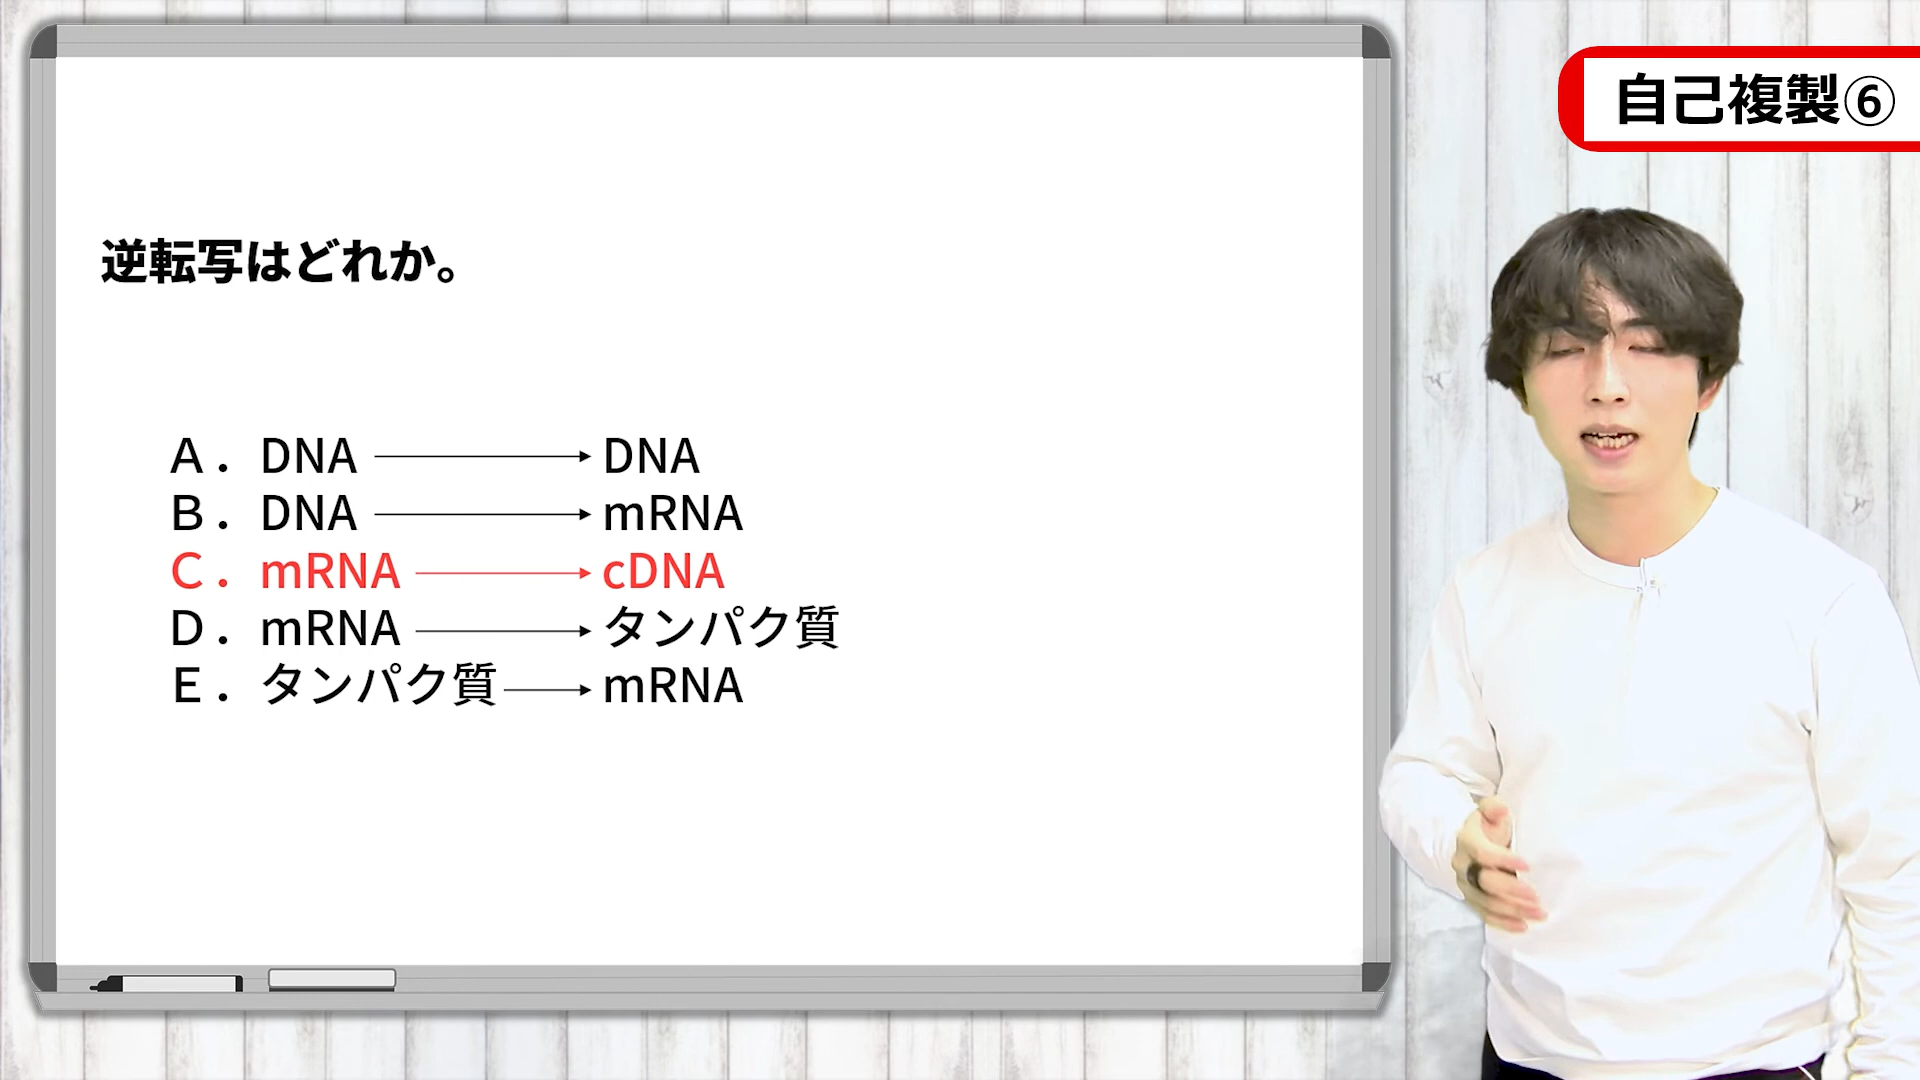 自己複製⑥
逆転写はどれか。
A．DNA → DNA
B．DNA → mRNA
C．mRNA → cDNA
D．mRNA → タンパク質
E．タンパク質 → mRNA